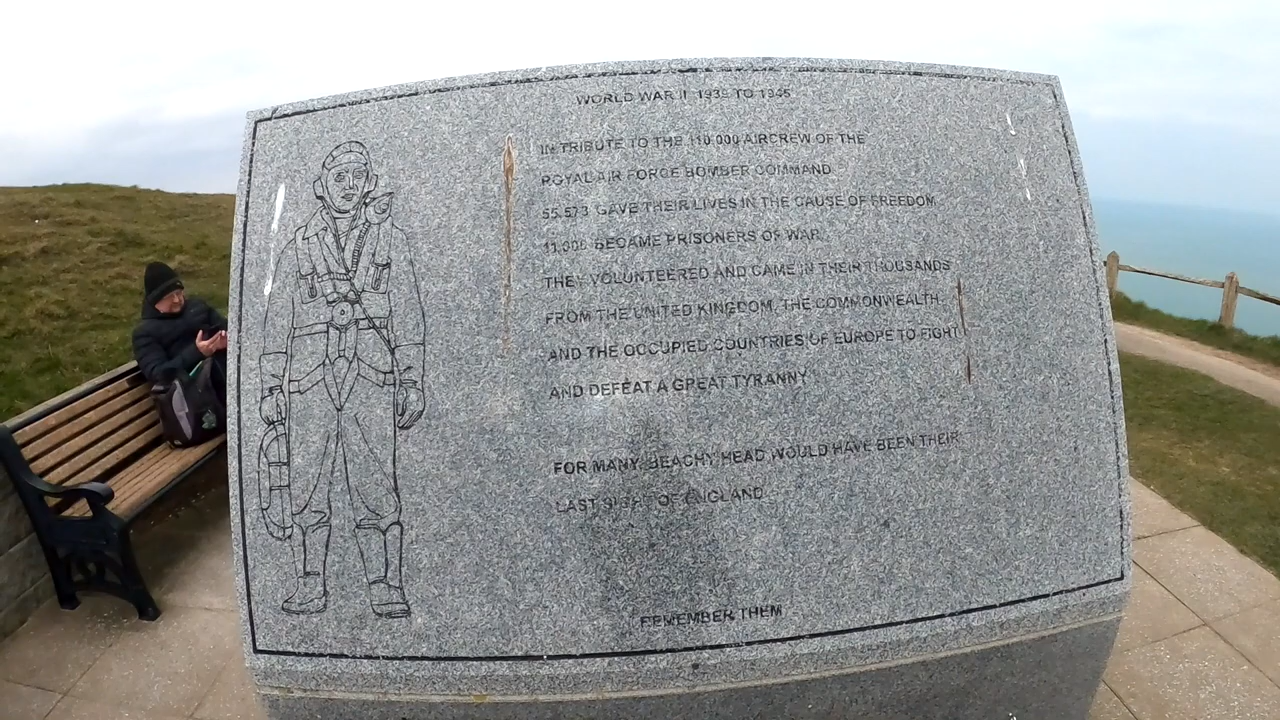 WORLD WAR II 1939 TO 1945
IN TRIBUTE TO THE 110,000 AIRCREW OF THE
ROYAL AIR FORCE BOMBER COMMAND
55,573 GAVE THEIR LIVES IN THE CAUSE OF FREEDOM
11,000 BECAME PRISONERS OF WAR
THEY VOLUNTEERED AND CAME IN THEIR THOUSANDS
FROM THE UNITED KINGDOM, THE COMMONWEALTH
AND THE OCCUPIED COUNTRIES OF EUROPE TO FIGHT
AND DEFEAT A GREAT TYRANNY
FOR MANY, BEACHY HEAD WOULD HAVE BEEN THEIR
LAST SIGHT OF ENGLAND
REMEMBER THEM